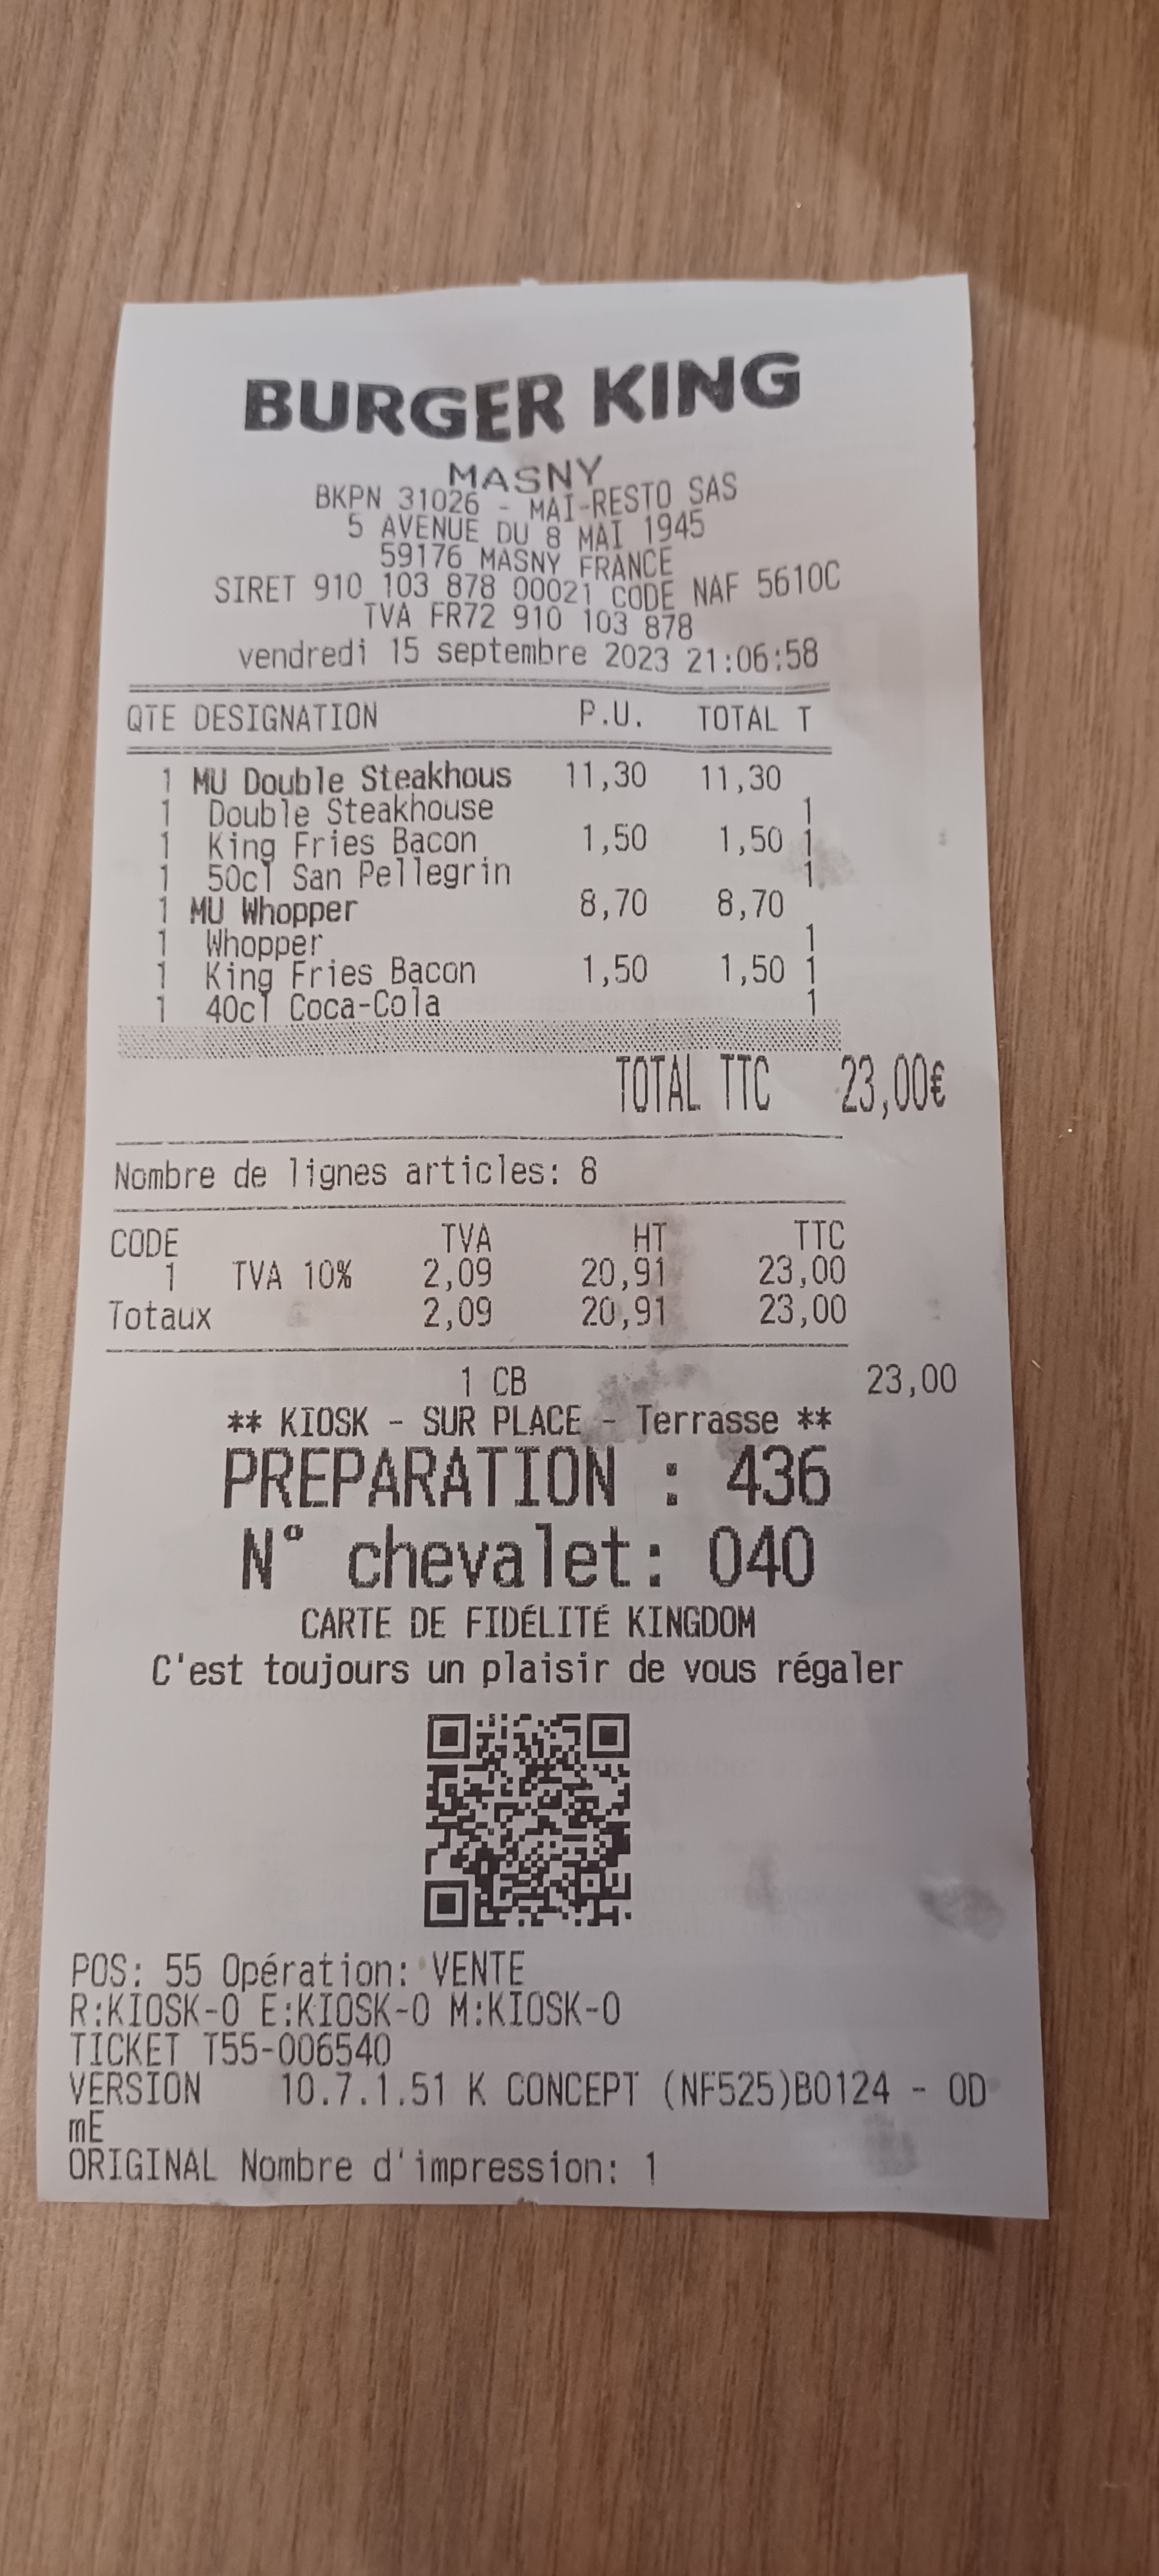 BURGER KING
MASNY
BKPN 31026 - MAI-RESTO SAS
5 AVENUE DU 8 MAI 1945
59176 MASNY FRANCE
SIRET 910 103 878 00021 CODE NAF 5610C
TVA FR72 910 103 878
vendredi 15 septembre 2023 21:06:58
QTE DESIGNATION P.U. TOTAL T
1 MU Double Steakhous 11,30 11,30
1 Double Steakhouse 1
1 King Fries Bacon 1,50 1,50 1
1 50cl San Pellegrin 1
1 MU Whopper 8,70 8,70
1 Whopper 1
1 King Fries Bacon 1,50 1,50 1
1 40cl Coca-Cola 1
TOTAL TTC 23,00€
Nombre de lignes articles: 8
CODE TVA HT TTC
1 TVA 10% 2,09 20,91 23,00
Totaux 2,09 20,91 23,00
1 CB 23,00
** KIOSK - SUR PLACE - Terrasse **
PREPARATION : 436
N° chevalet: 040
CARTE DE FIDÉLITÉ KINGDOM
C'est toujours un plaisir de vous régaler
POS: 55 Opération: VENTE
R:KIOSK-O E:KIOSK-O M:KIOSK-O
TICKET T55-006540
VERSION 10.7.1.51 K CONCEPT (NF525)B0124 - OD
mE
ORIGINAL Nombre d'impression: 1